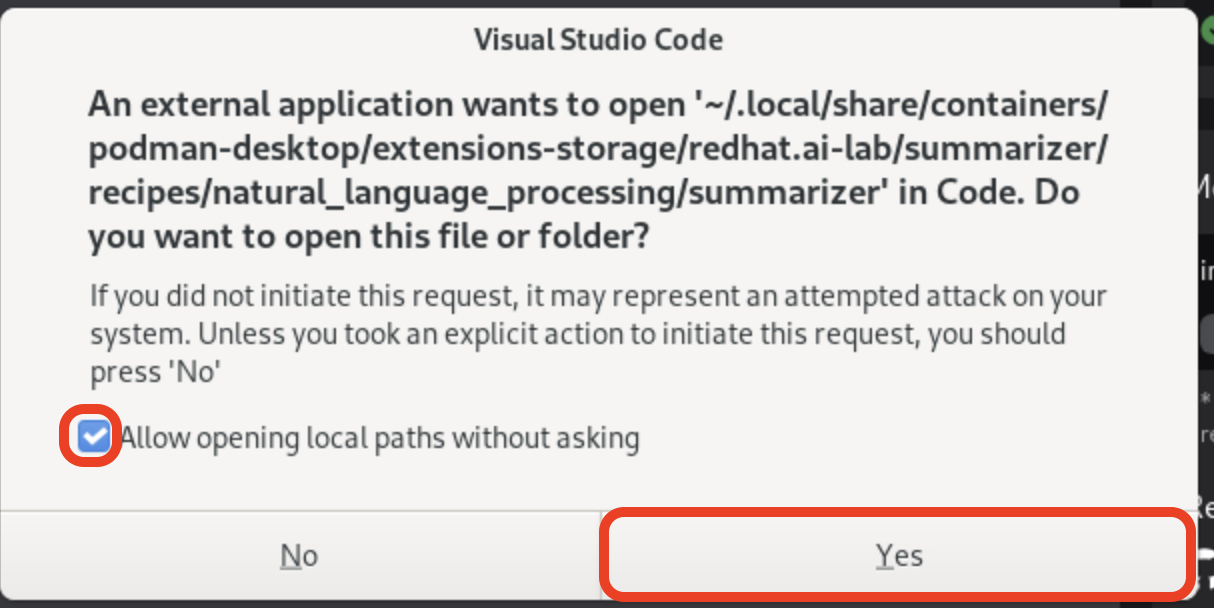 Visual Studio Code
An external application wants to open '~/.local/share/containers/
podman-desktop/extensions-storage/redhat.ai-lab/summarizer/
recipes/natural_language_processing/summarizer' in Code. Do
you want to open this file or folder?
If you did not initiate this request, it may represent an attempted attack on your
system. Unless you took an explicit action to initiate this request, you should
press 'No'
Allow opening local paths without asking
No
Yes